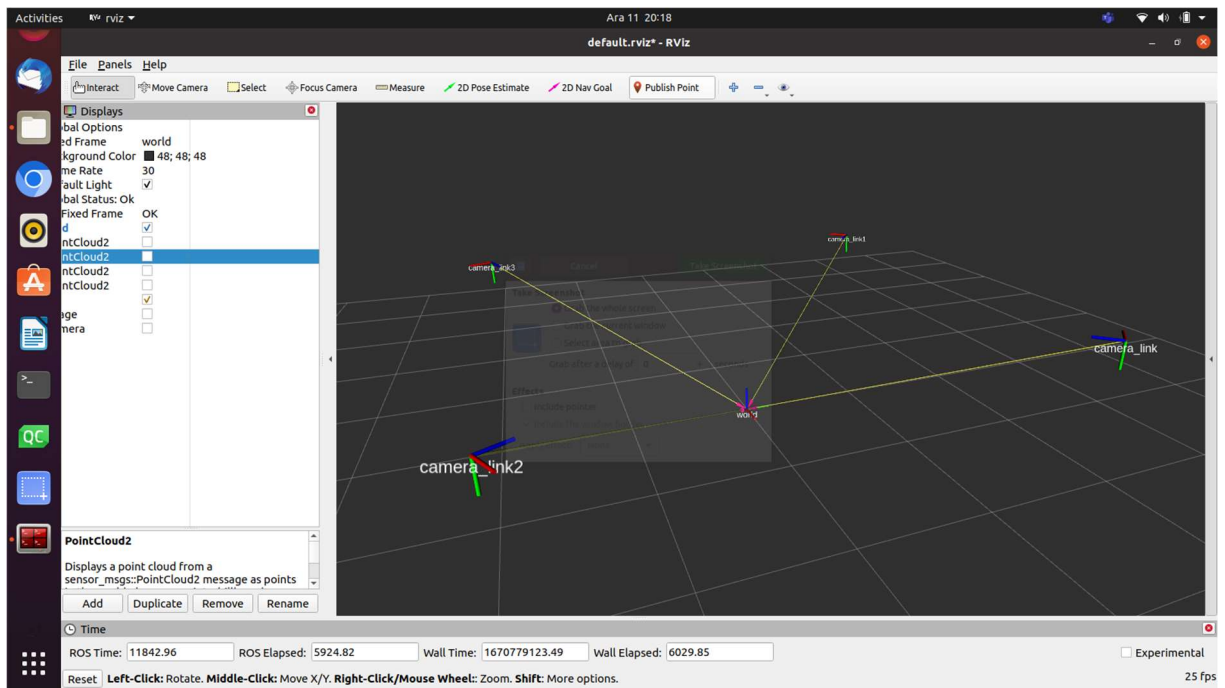 Activities rviz Ara 11 20:18
default.rviz* - RViz
File Panels Help
Interact Move Camera Select Focus Camera Measure 2D Pose Estimate 2D Nav Goal Publish Point
Displays
bal Options
ed Frame world
kground Color 48; 48; 48
me Rate 30
fault Light
bal Status: Ok
Fixed Frame OK
d
ntCloud2
ntCloud2
ntCloud2
ntCloud2
age
mera
camera_link1
camera_link3
Cancel Take Screenshot
camera_link
world
camera_link2
PointCloud2
Displays a point cloud from a
sensor_msgs::PointCloud2 message as points
Add Duplicate Remove Rename
Time
ROS Time: 11842.96 ROS Elapsed: 5924.82 Wall Time: 1670779123.49 Wall Elapsed: 6029.85 Experimental
Reset Left-Click: Rotate. Middle-Click: Move X/Y. Right-Click/Mouse Wheel:: Zoom. Shift: More options. 25 fps